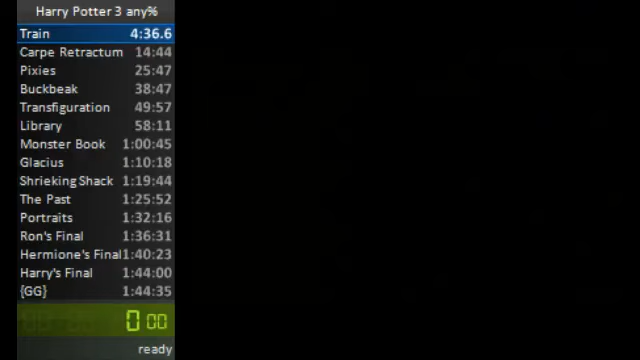 Harry Potter 3 any%
Train 4:36.6
Carpe Retractum 14:44
Pixies 25:47
Buckbeak 38:47
Transfiguration 49:57
Library 58:11
Monster Book 1:00:45
Glacius 1:10:18
Shrieking Shack 1:19:44
The Past 1:25:52
Portraits 1:32:16
Ron's Final 1:36:31
Hermione's Final 1:40:23
Harry's Final 1:44:00
{GG} 1:44:35
0 00
ready